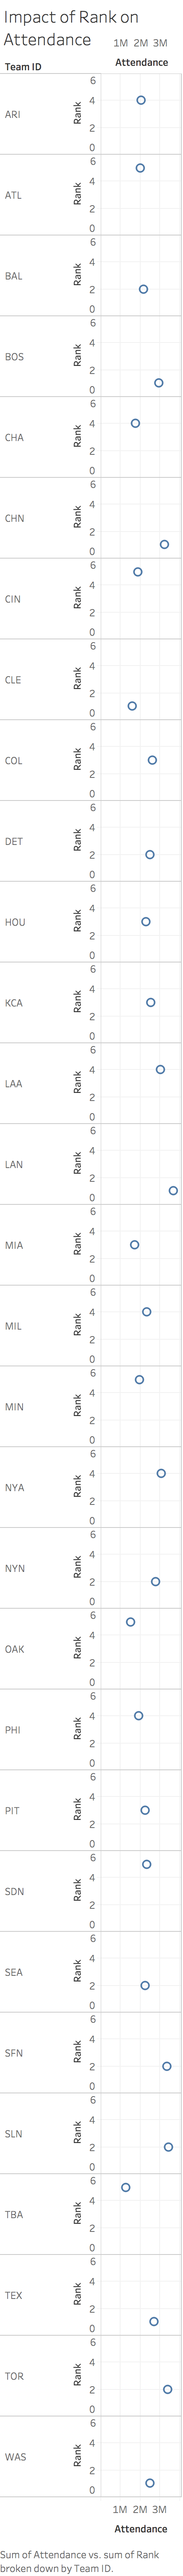 Impact of Rank on
Attendance
1M 2M 3M
Attendance
Team ID
ARI Rank 6 4 2 0
ATL Rank 6 4 2 0
BAL Rank 6 4 2 0
BOS Rank 6 4 2 0
CHA Rank 6 4 2 0
CHN Rank 6 4 2 0
CIN Rank 6 4 2 0
CLE Rank 6 4 2 0
COL Rank 6 4 2 0
DET Rank 6 4 2 0
HOU Rank 6 4 2 0
KCA Rank 6 4 2 0
LAA Rank 6 4 2 0
LAN Rank 6 4 2 0
MIA Rank 6 4 2 0
MIL Rank 6 4 2 0
MIN Rank 6 4 2 0
NYA Rank 6 4 2 0
NYN Rank 6 4 2 0
OAK Rank 6 4 2 0
PHI Rank 6 4 2 0
PIT Rank 6 4 2 0
SDN Rank 6 4 2 0
SEA Rank 6 4 2 0
SFN Rank 6 4 2 0
SLN Rank 6 4 2 0
TBA Rank 6 4 2 0
TEX Rank 6 4 2 0
TOR Rank 6 4 2 0
WAS Rank 6 4 2 0
1M 2M 3M
Attendance
Sum of Attendance vs. sum of Rank
broken down by Team ID.